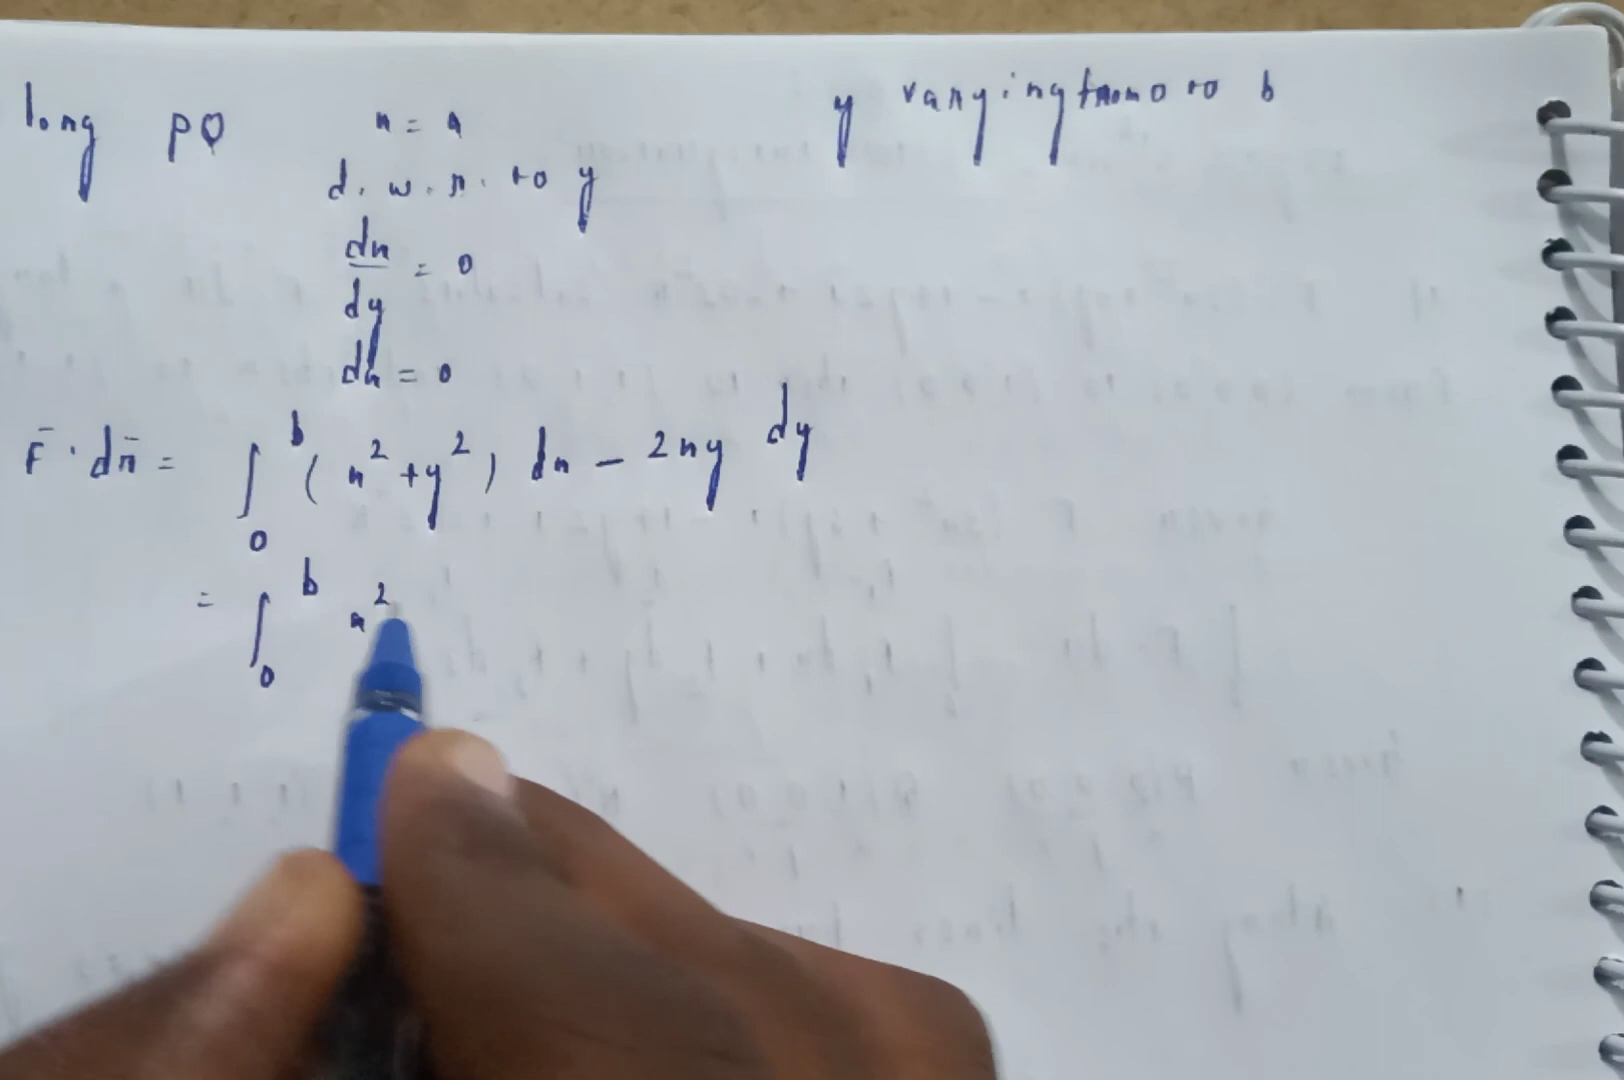 long PQ x = a y varying from 0 to b
d. w. r. to y
dx/dy = 0
dx = 0
F̄ · dr̄ = ∫₀ᵇ (x² + y²) dx − 2xy dy
= ∫₀ᵇ x²